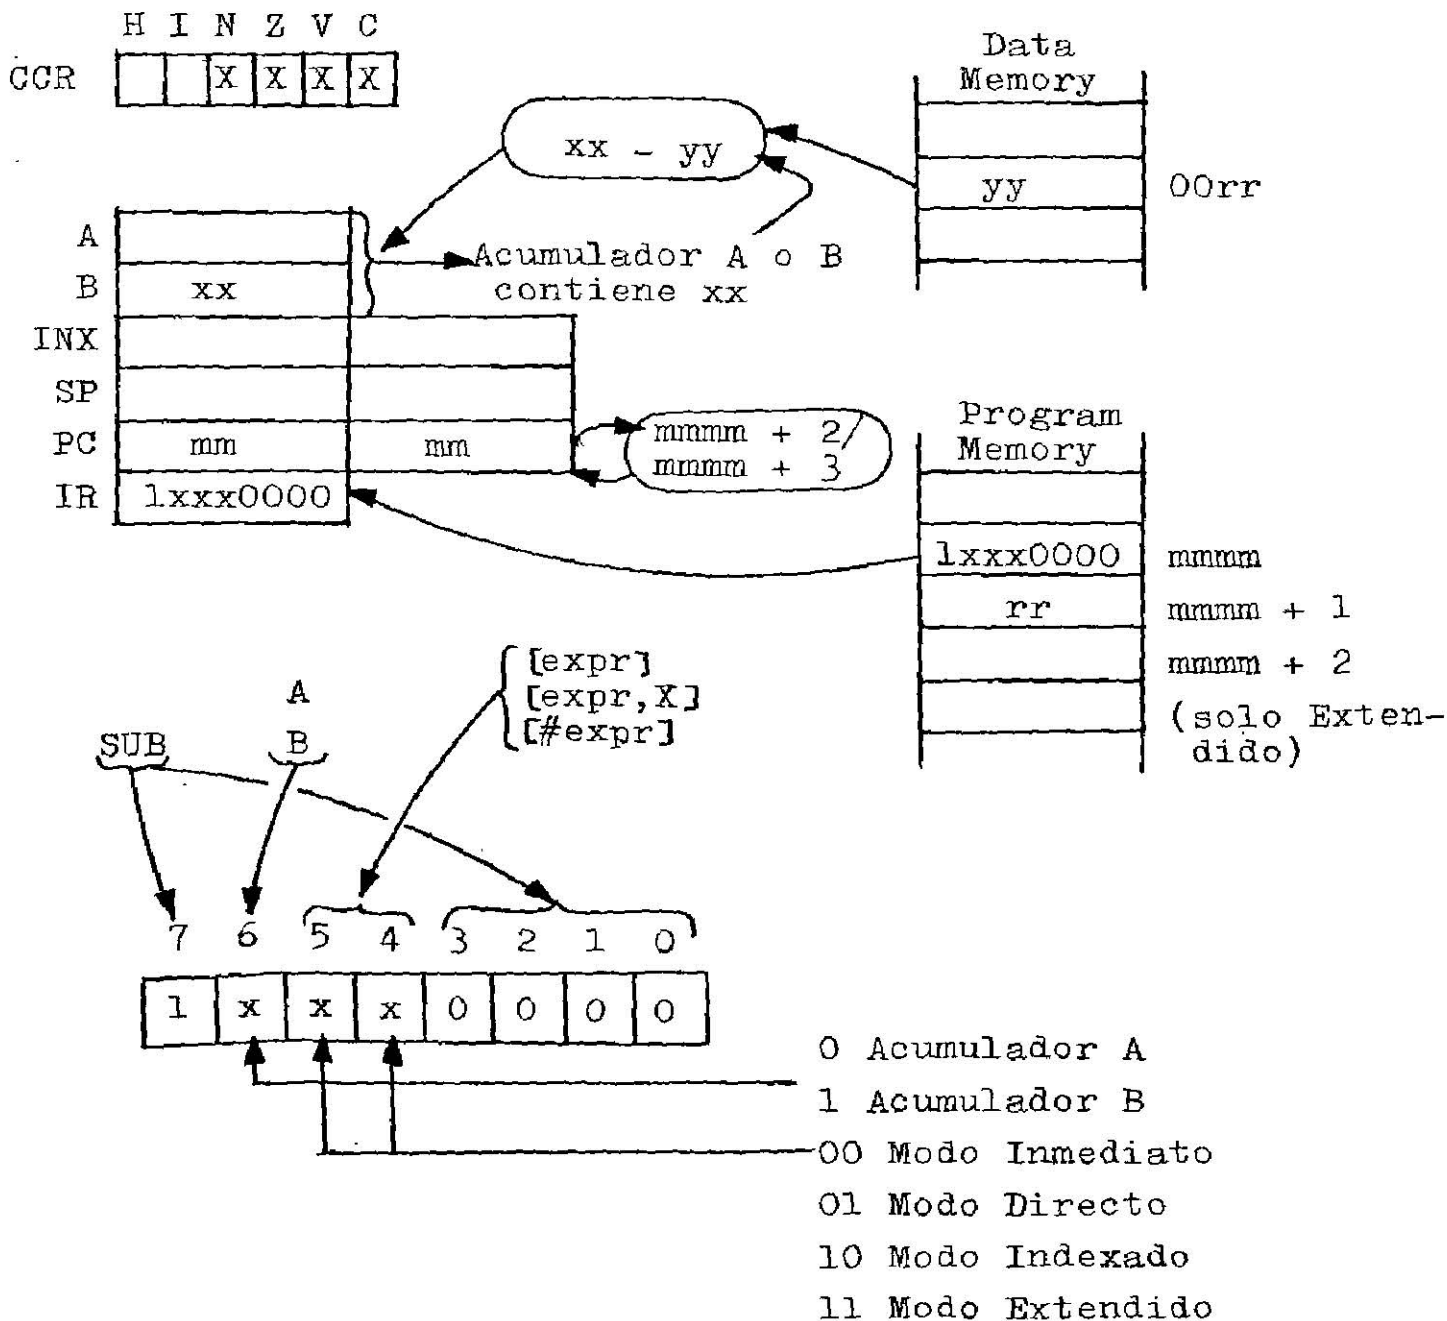 H I N Z V C
CCR X X X X
Data
Memory
xx - yy
yy 00rr
A
Acumulador A o B
B xx contiene xx
INX
SP
PC mm mm
mmmm + 2/
mmmm + 3
IR 1xxx0000
Program
Memory
1xxx0000 mmmm
rr mmmm + 1
mmmm + 2
(solo Exten-
dido)
[expr]
[expr,X]
[#expr]
A
SUB B
7 6 5 4 3 2 1 0
1 x x x 0 0 0 0
0 Acumulador A
1 Acumulador B
00 Modo Inmediato
01 Modo Directo
10 Modo Indexado
11 Modo Extendido